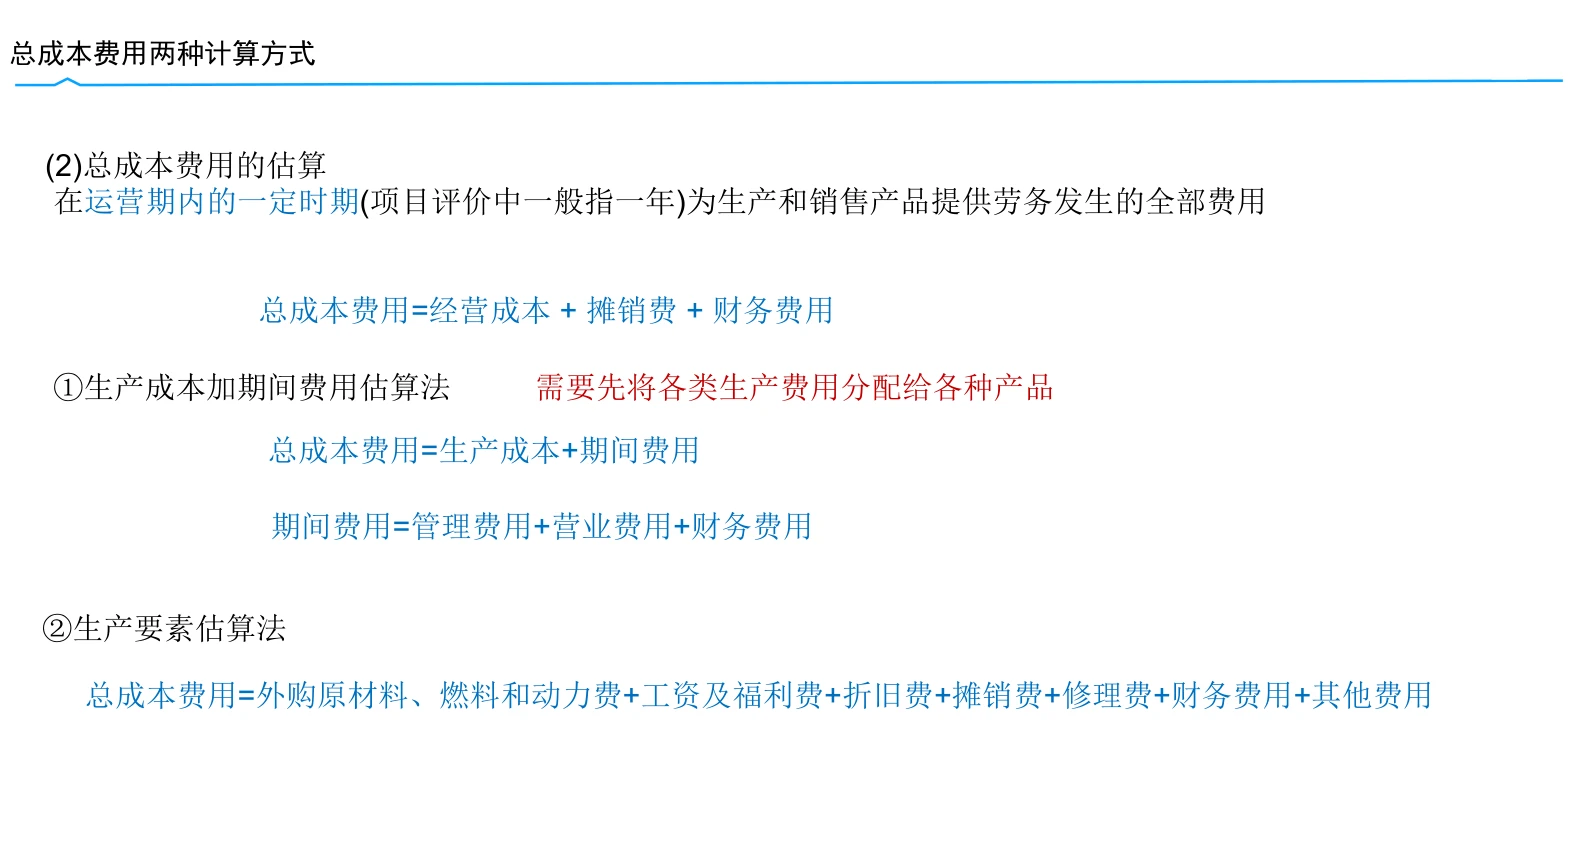 总成本费用两种计算方式
(2)总成本费用的估算
在运营期内的一定时期(项目评价中一般指一年)为生产和销售产品提供劳务发生的全部费用
总成本费用=经营成本 + 摊销费 + 财务费用
①生产成本加期间费用估算法 需要先将各类生产费用分配给各种产品
总成本费用=生产成本+期间费用
期间费用=管理费用+营业费用+财务费用
②生产要素估算法
总成本费用=外购原材料、燃料和动力费+工资及福利费+折旧费+摊销费+修理费+财务费用+其他费用